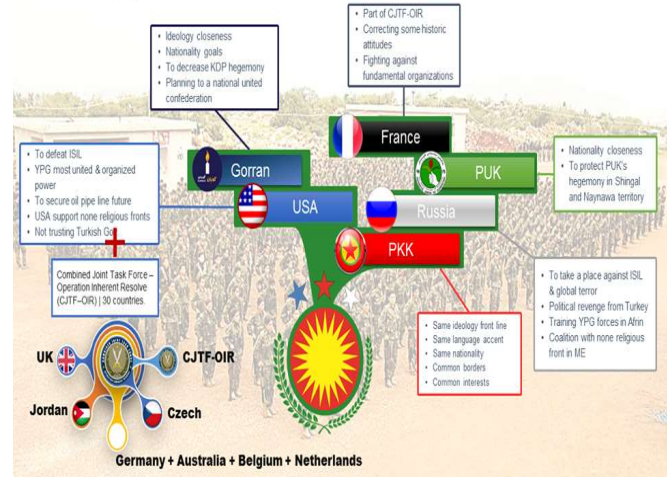 • Ideology closeness
• Nationality goals
• To decrease KDP hegemony
• Planning to a national united
confederation
• Part of CJTF-OIR
• Correcting some historic
attitudes
• Fighting against
fundamental organizations
France
Gorran
PUK
USA
Russia
PKK
• To defeat ISIL
• YPG most united & organized
power
• To secure oil pipe line future
• USA support none religious fronts
• Not trusting Turkish Go
• Nationality closeness
• To protect PUK's
hegemony in Shingal
and Naynawa territory
Combined Joint Task Force –
Operation Inherent Resolve
(CJTF–OIR) | 30 countries.
• Same ideology front line
• Same language accent
• Same nationality
• Common borders
• Common interests
• To take a place against ISIL
& global terror
• Political revenge from Turkey
• Training YPG forces in Afrin
• Coalition with none religious
front in ME
UK
CJTF-OIR
Jordan
Czech
Germany + Australia + Belgium + Netherlands